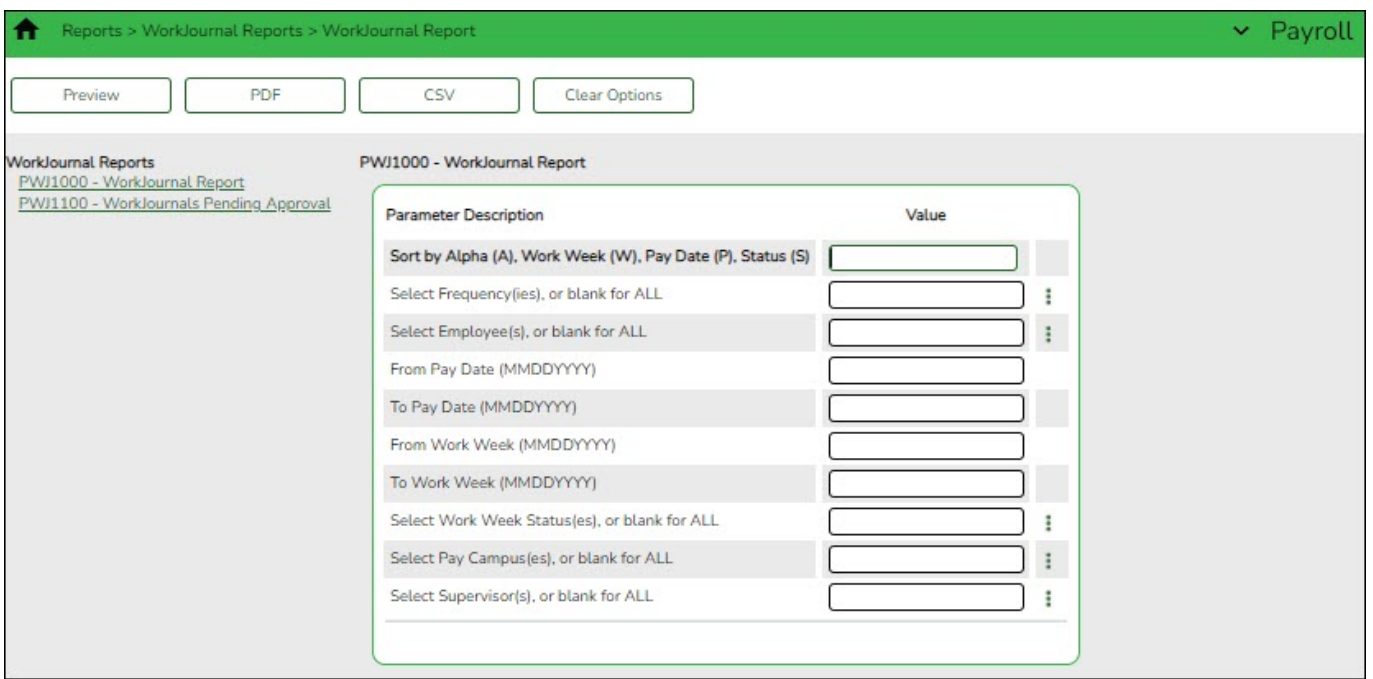 Reports > WorkJournal Reports > WorkJournal Report
Payroll
Preview PDF CSV Clear Options
WorkJournal Reports
PWJ1000 - WorkJournal Report
PWJ1100 - WorkJournals Pending Approval
PWJ1000 - WorkJournal Report
Parameter Description Value
Sort by Alpha (A), Work Week (W), Pay Date (P), Status (S)
Select Frequency(ies), or blank for ALL
Select Employee(s), or blank for ALL
From Pay Date (MMDDYYYY)
To Pay Date (MMDDYYYY)
From Work Week (MMDDYYYY)
To Work Week (MMDDYYYY)
Select Work Week Status(es), or blank for ALL
Select Pay Campus(es), or blank for ALL
Select Supervisor(s), or blank for ALL